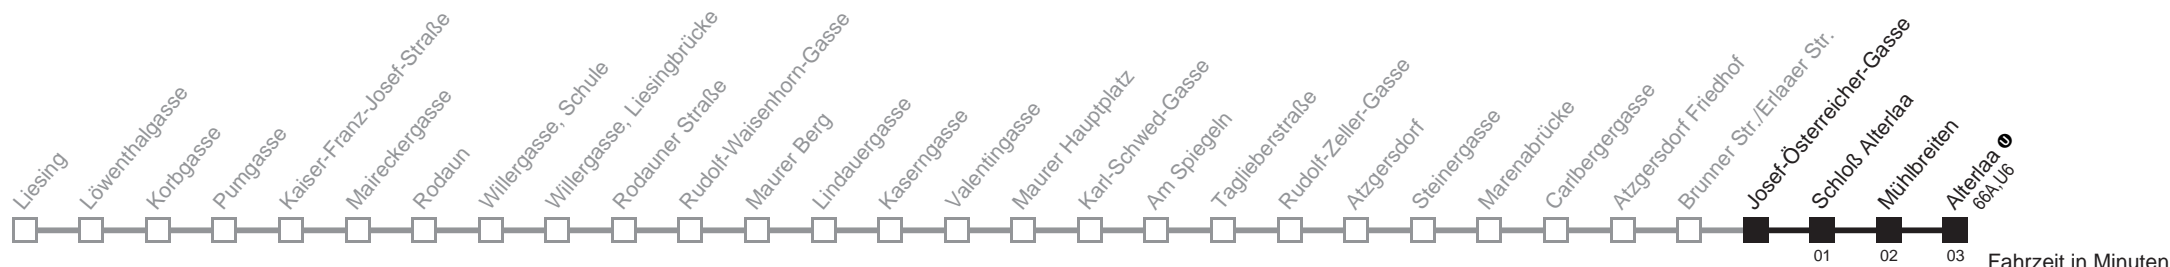 Liesing
Löwenthalgasse
Korbgasse
Pumgasse
Kaiser-Franz-Josef-Straße
Maireckergasse
Rodaun
Willergasse, Schule
Willergasse, Liesingbrücke
Rodauner Straße
Rudolf-Waisenhorn-Gasse
Maurer Berg
Lindauergasse
Kaserngasse
Valentingasse
Maurer Hauptplatz
Karl-Schwed-Gasse
Am Spiegeln
Taglieberstraße
Rudolf-Zeller-Gasse
Atzgersdorf
Steinergasse
Marenabrücke
Carlbergergasse
Atzgersdorf Friedhof
Brunner Str./Erlaaer Str.
Josef-Österreicher-Gasse
Schloß Alterlaa
Mühlbreiten
Alterlaa U
66A,U6
01 02 03 Fahrzeit in Minuten